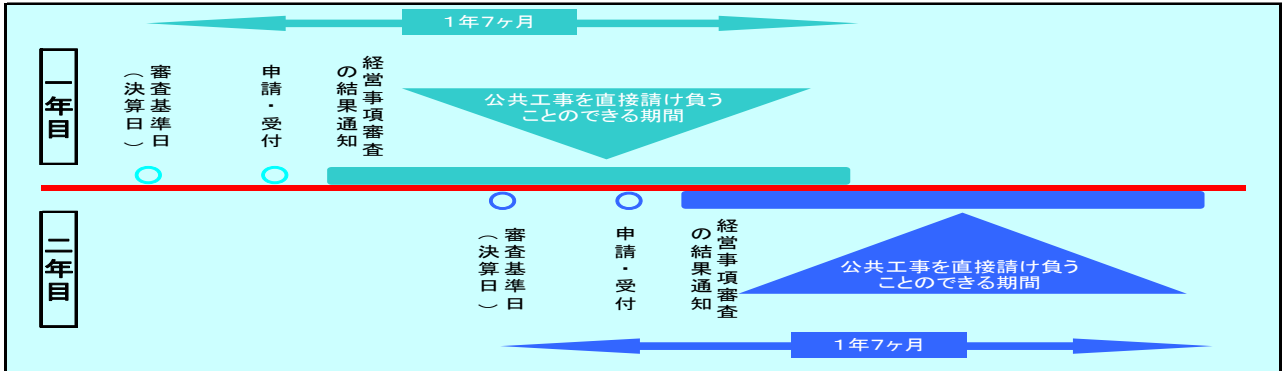 1年7ヶ月
一年目
審査基準日
（決算日）
申請・受付
経営事項審査
の結果通知
公共工事を直接請け負う
ことのできる期間
二年目
審査基準日
（決算日）
申請・受付
経営事項審査
の結果通知
公共工事を直接請け負う
ことのできる期間
1年7ヶ月